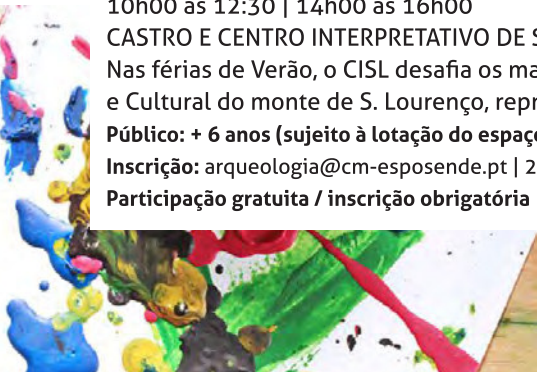 10h00 às 12:30 | 14h00 às 16h00
CASTRO E CENTRO INTERPRETATIVO DE S
Nas férias de Verão, o CISL desafia os ma
e Cultural do monte de S. Lourenço, repr
Público: + 6 anos (sujeito à lotação do espaço
Inscrição: arqueologia@cm-esposende.pt | 2
Participação gratuita / inscrição obrigatória